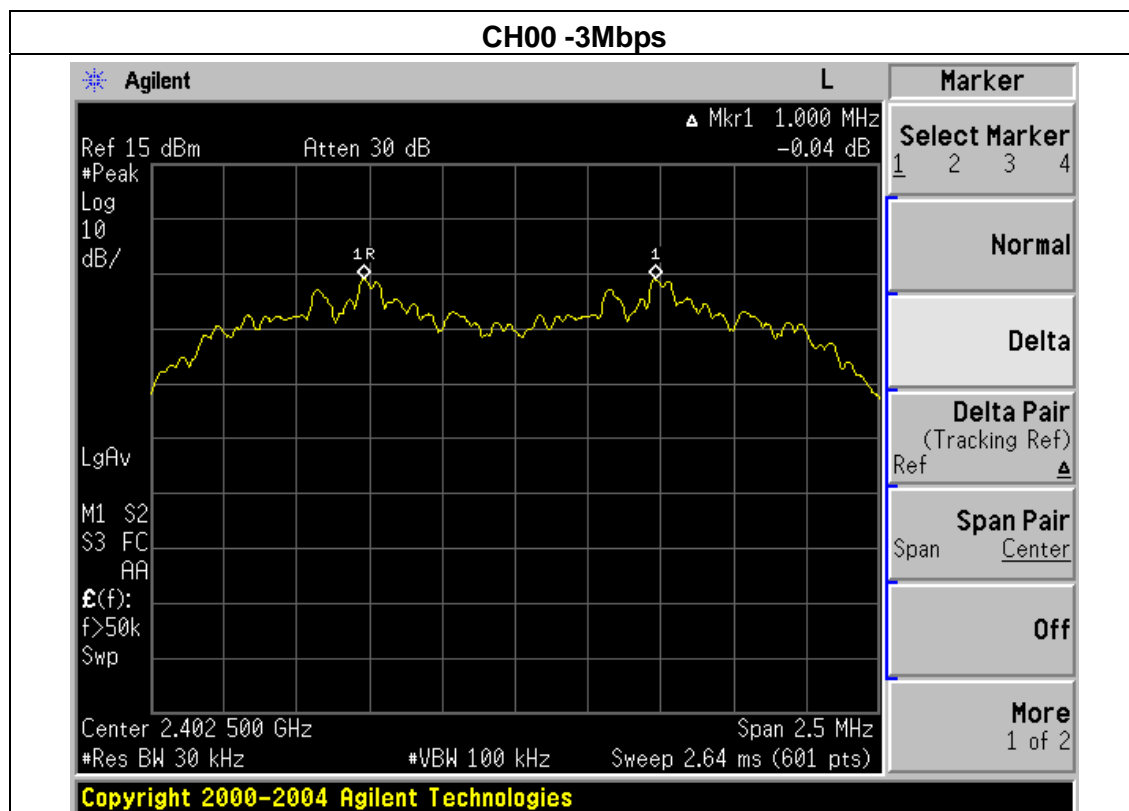 CH00 -3Mbps
Agilent L
Δ Mkr1 1.000 MHz
Ref 15 dBm Atten 30 dB -0.04 dB
#Peak
Log
10
dB/
1R 1
LgAv
M1 S2
S3 FC
AA
£(f):
f>50k
Swp
Center 2.402 500 GHz Span 2.5 MHz
#Res BW 30 kHz #VBW 100 kHz Sweep 2.64 ms (601 pts)
Copyright 2000-2004 Agilent Technologies
Marker
Select Marker
1 2 3 4
Normal
Delta
Delta Pair
(Tracking Ref)
Ref Δ
Span Pair
Span Center
Off
More
1 of 2